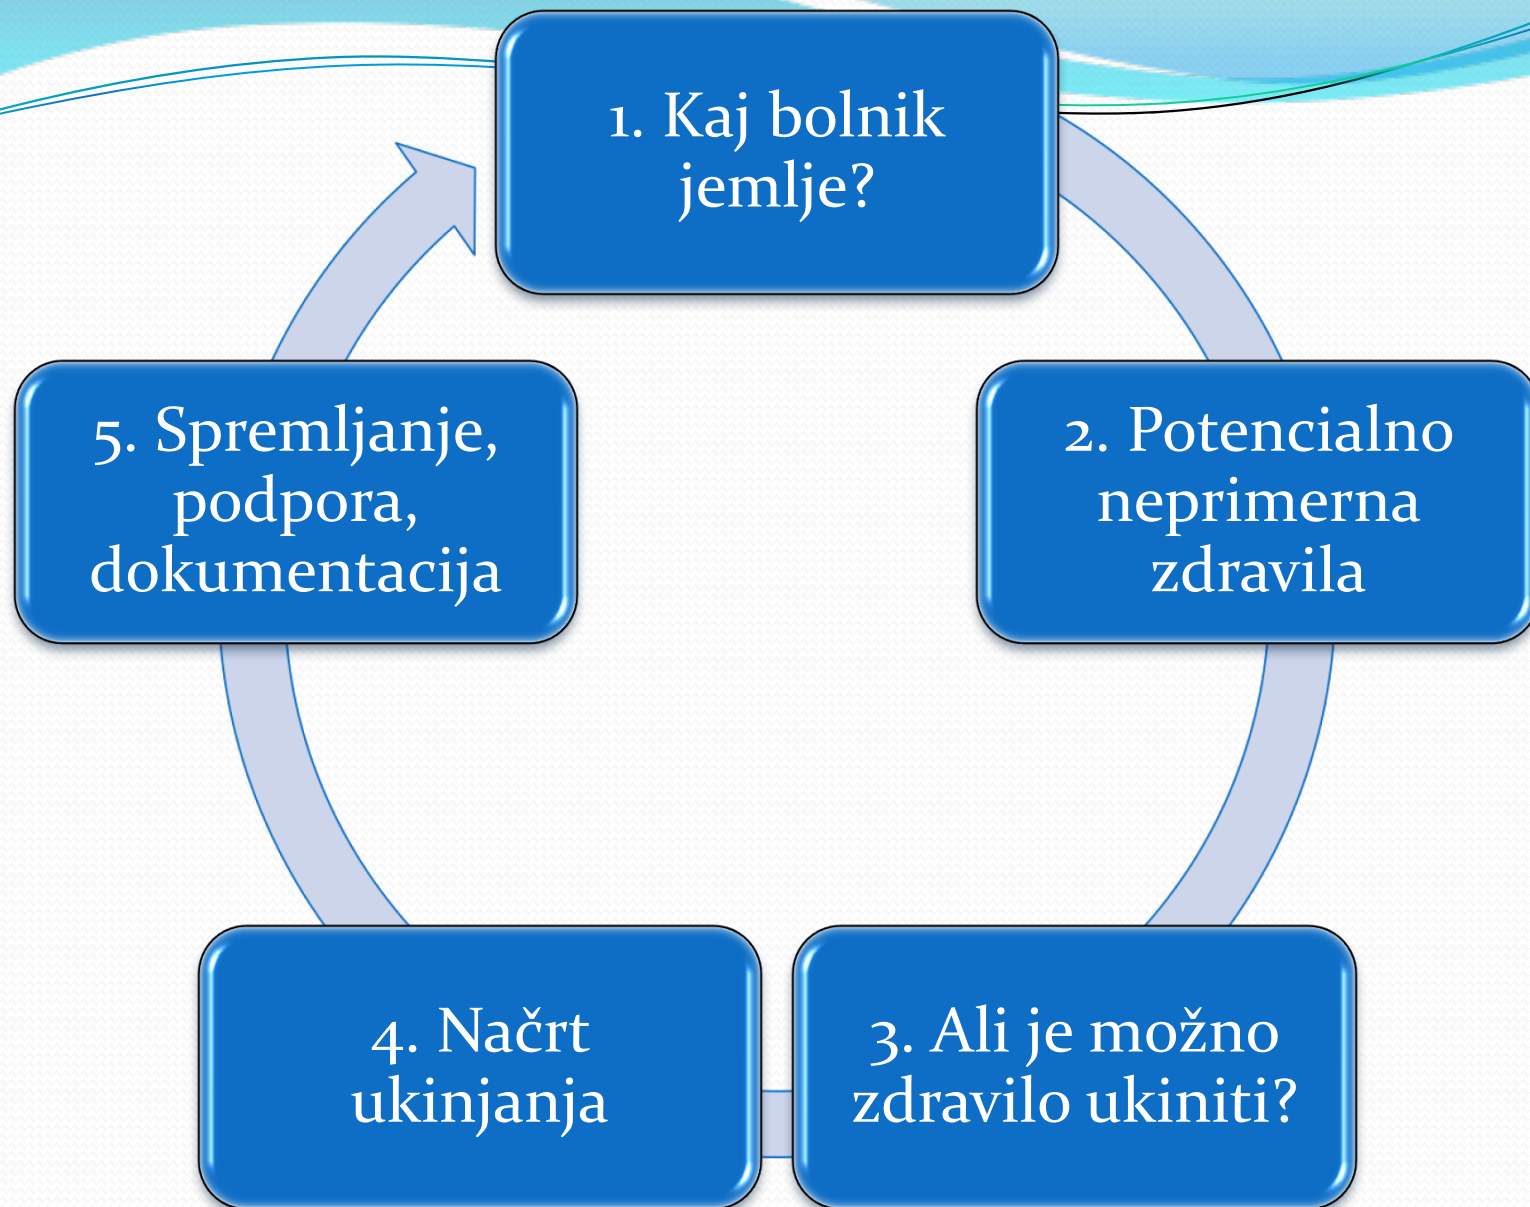 1. Kaj bolnik
jemlje?
2. Potencialno
neprimerna
zdravila
3. Ali je možno
zdravilo ukiniti?
4. Načrt
ukinjanja
5. Spremljanje,
podpora,
dokumentacija